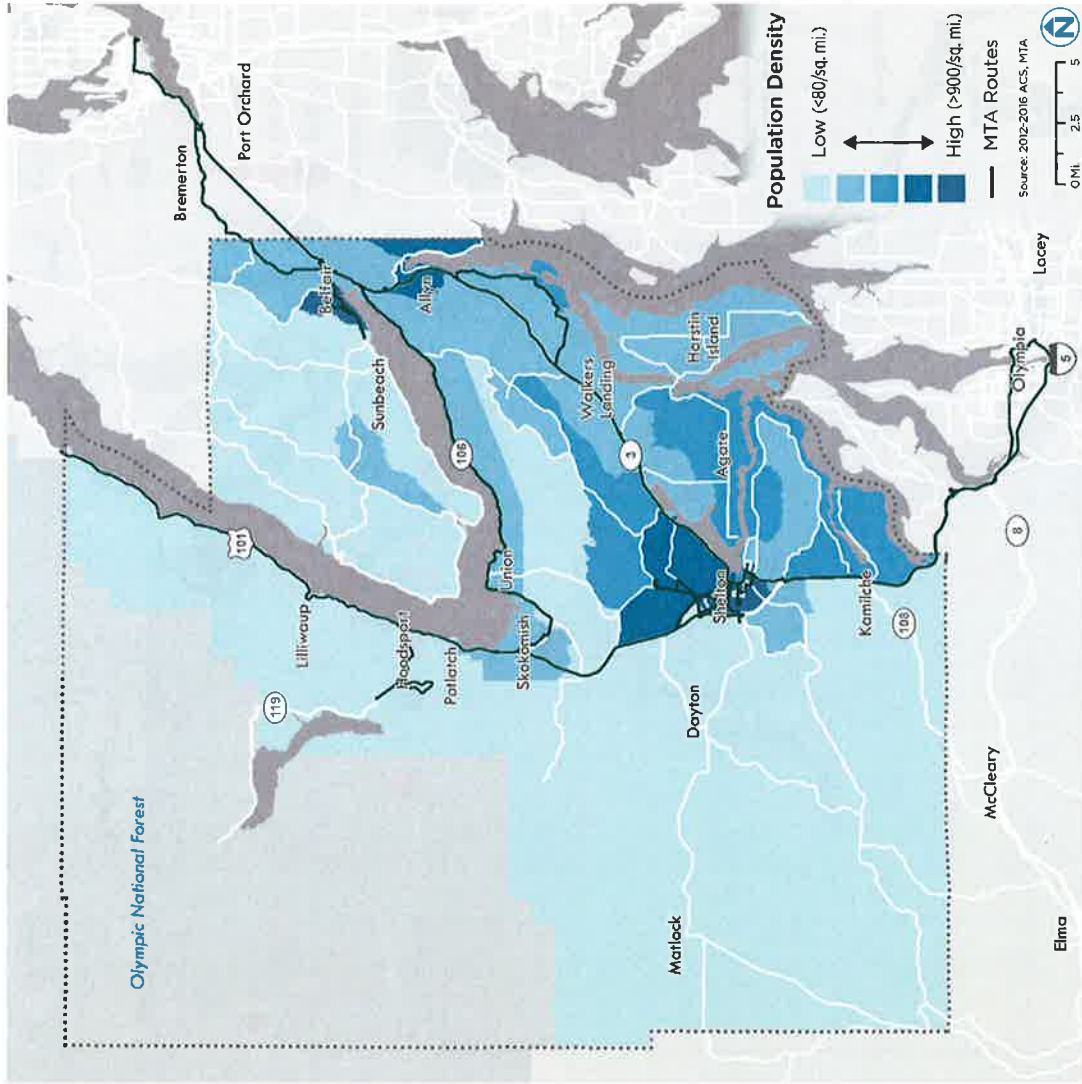 Olympic National Forest
119
Lilliwaup
101
Hoodsport
Potlatch
Skokomish
Union
106
Sunbeach
Belfair
Allyn
Bremerton
Port Orchard
Walkers
Landing
Harstin
Island
3
Agate
Shelton
Dayton
Matlock
Kamilche
108
McCleary
Elma
8
Olympia
5
Lacey
Population Density
Low (<80/sq. mi.)
High (>900/sq. mi.)
MTA Routes
Source: 2012-2016 ACS, MTA
0 Mi. 2.5 5
N